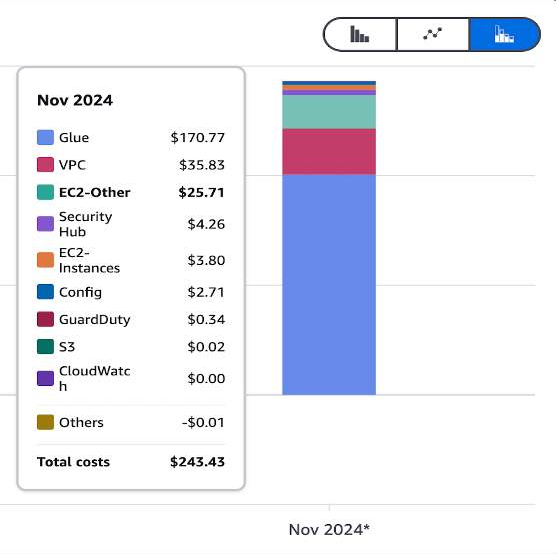 Nov 2024
Glue $170.77
VPC $35.83
EC2-Other $25.71
Security
Hub $4.26
EC2-
Instances $3.80
Config $2.71
GuardDuty $0.34
S3 $0.02
CloudWatc
h $0.00
Others -$0.01
Total costs $243.43
Nov 2024*